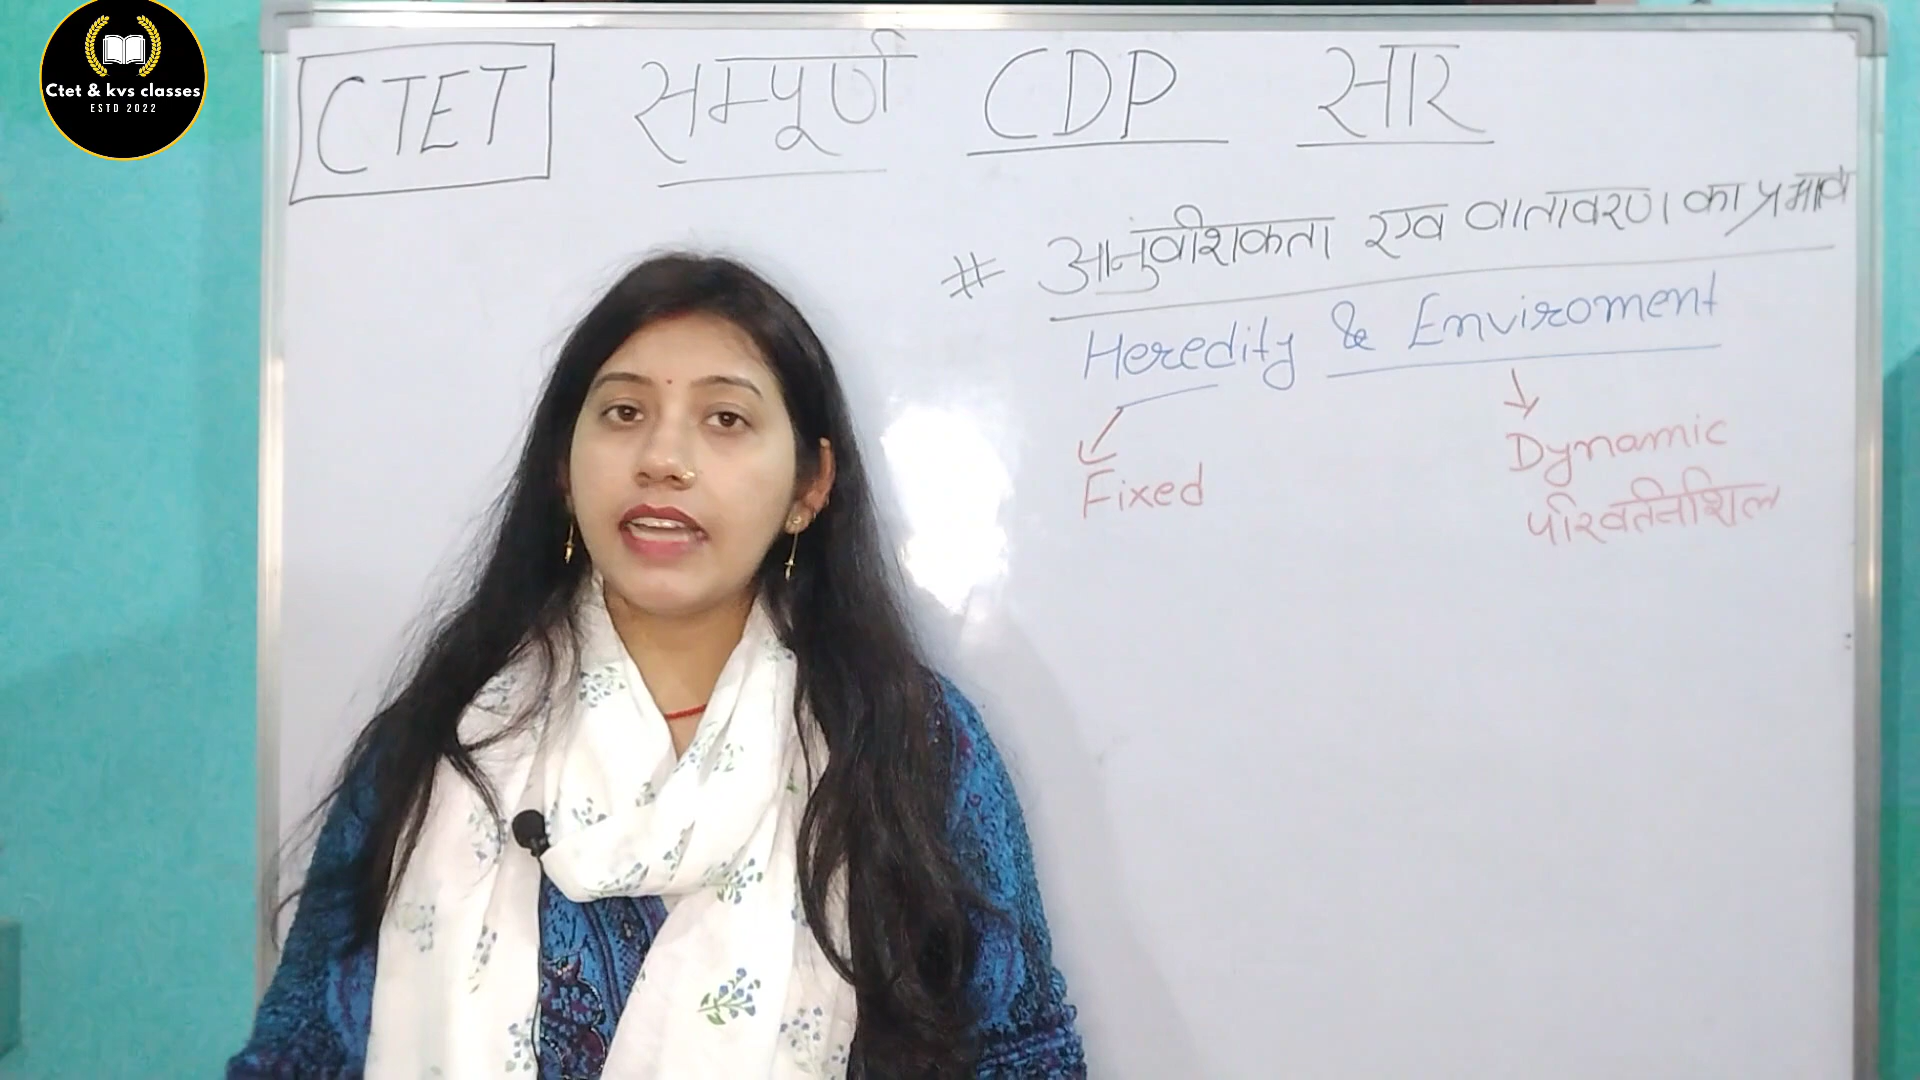 Ctet & kvs classes
ESTD 2022
CTET सम्पूर्ण CDP सार
# आनुवंशिकता एव वातावरण का प्रभाव
Heredity & Enviroment
Dynamic
Fixed
परिवर्तनशिल